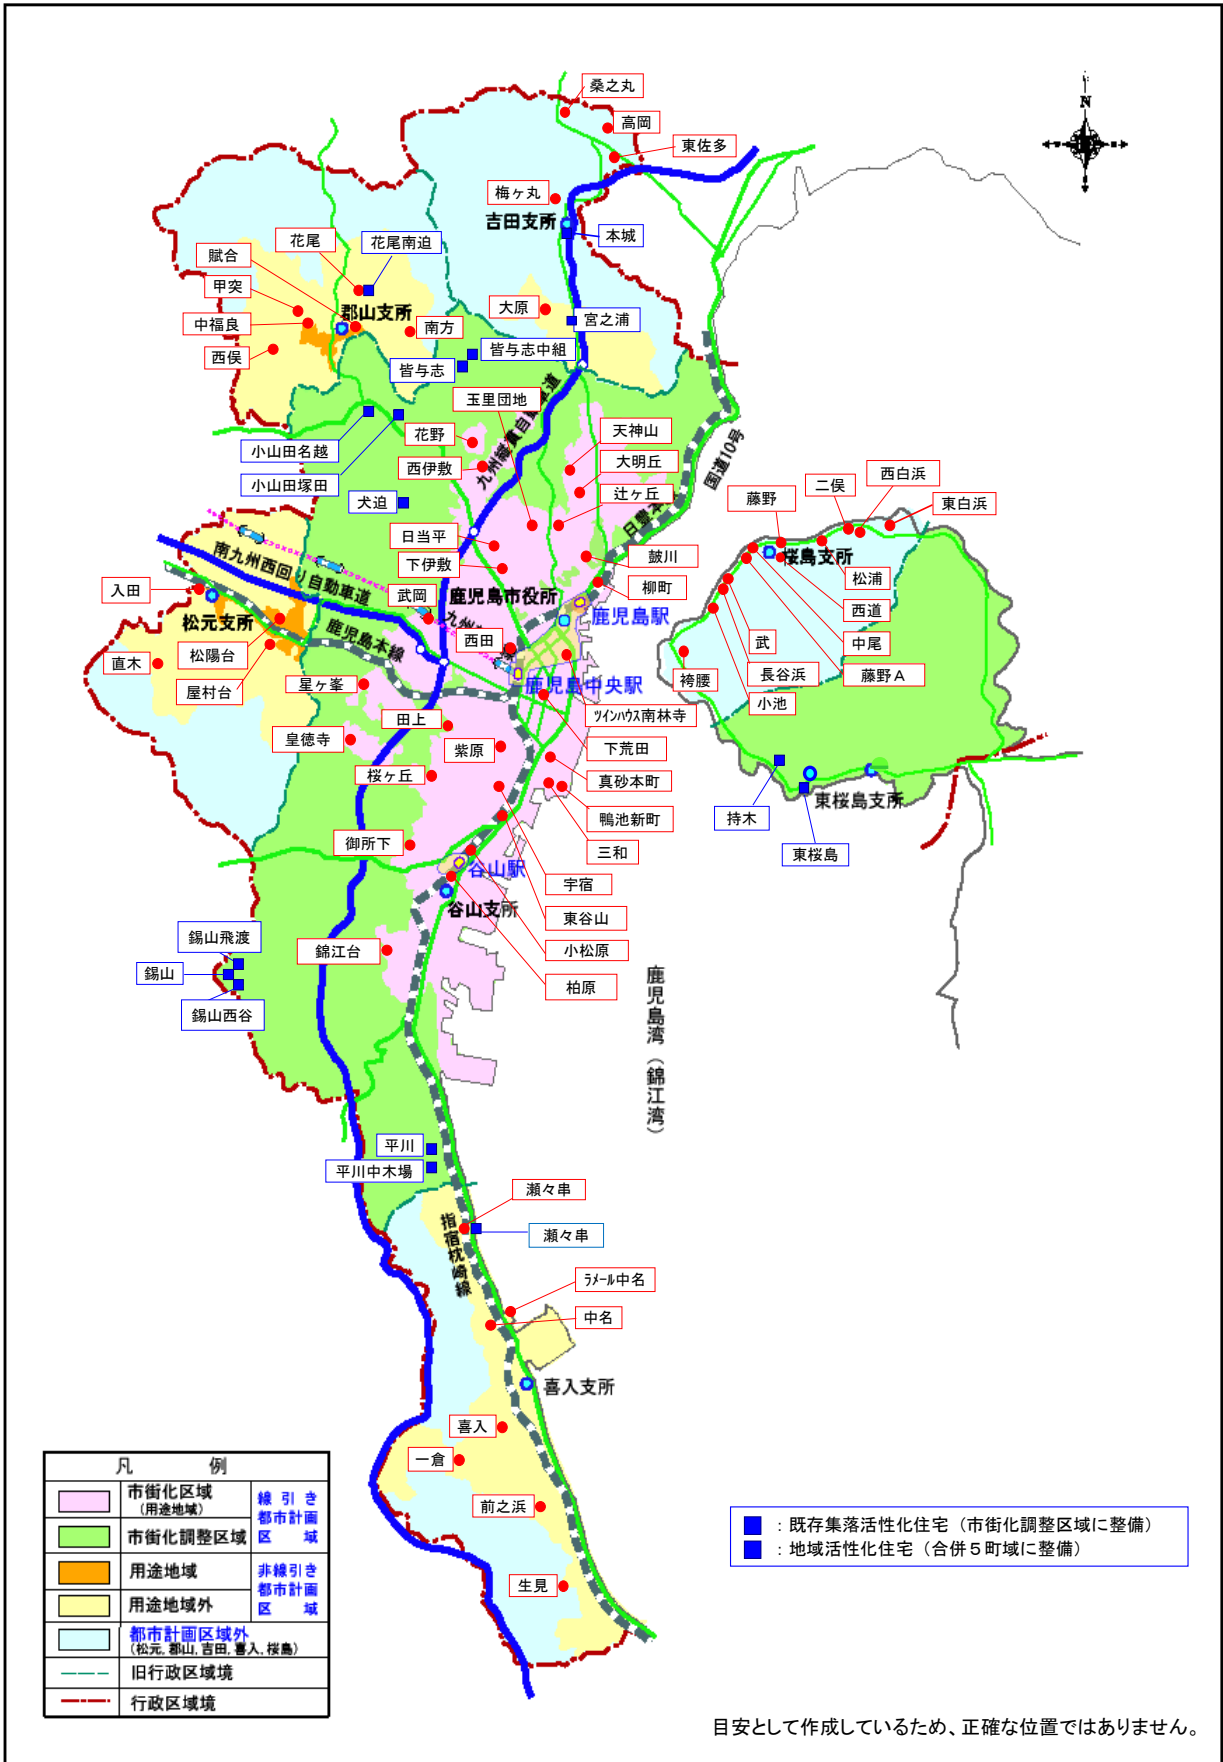 桑之丸
高岡
N
東佐多
梅ヶ丸
吉田支所
本城
花尾
花尾南迫
賦合
甲突
大原
郡山支所
宮之浦
中福良
南方
西俣
皆与志中組
皆与志
九州縦貫自動車道
玉里団地
花野
天神山
国道10号
小山田名越
大明丘
西伊敷
西白浜
二俣
小山田塚田
辻ヶ丘
藤野
東白浜
犬迫
日豊本
日当平
鼓川
桜島支所
南九州西回り自動車道
下伊敷
松浦
入田
武岡
鹿児島市役所
柳町
西道
松元支所
九州
鹿児島駅
鹿児島本線
西田
武
中尾
松陽台
直木
長谷浜
藤野A
屋村台
星ヶ峯
鹿児島中央駅
袴腰
小池
田上
ツインハウス南林寺
皇徳寺
紫原
下荒田
桜ヶ丘
真砂本町
東桜島支所
鴨池新町
持木
御所下
三和
東桜島
谷山駅
宇宿
谷山支所
東谷山
錫山飛渡
錦江台
小松原
錫山
柏原
錫山西谷
鹿児島湾(錦江湾)
平川
平川中木場
瀬々串
指宿枕崎線
瀬々串
ラメール中名
中名
喜入支所
喜入
一倉
前之浜
生見
凡 例
市街化区域
(用途地域)
線引き
都市計画
区 域
市街化調整区域
用途地域
非線引き
都市計画
区 域
用途地域外
都市計画区域外
(松元, 郡山, 吉田, 喜入, 桜島)
旧行政区域境
行政区域境
:既存集落活性化住宅(市街化調整区域に整備)
:地域活性化住宅(合併5町域に整備)
目安として作成しているため、正確な位置ではありません。